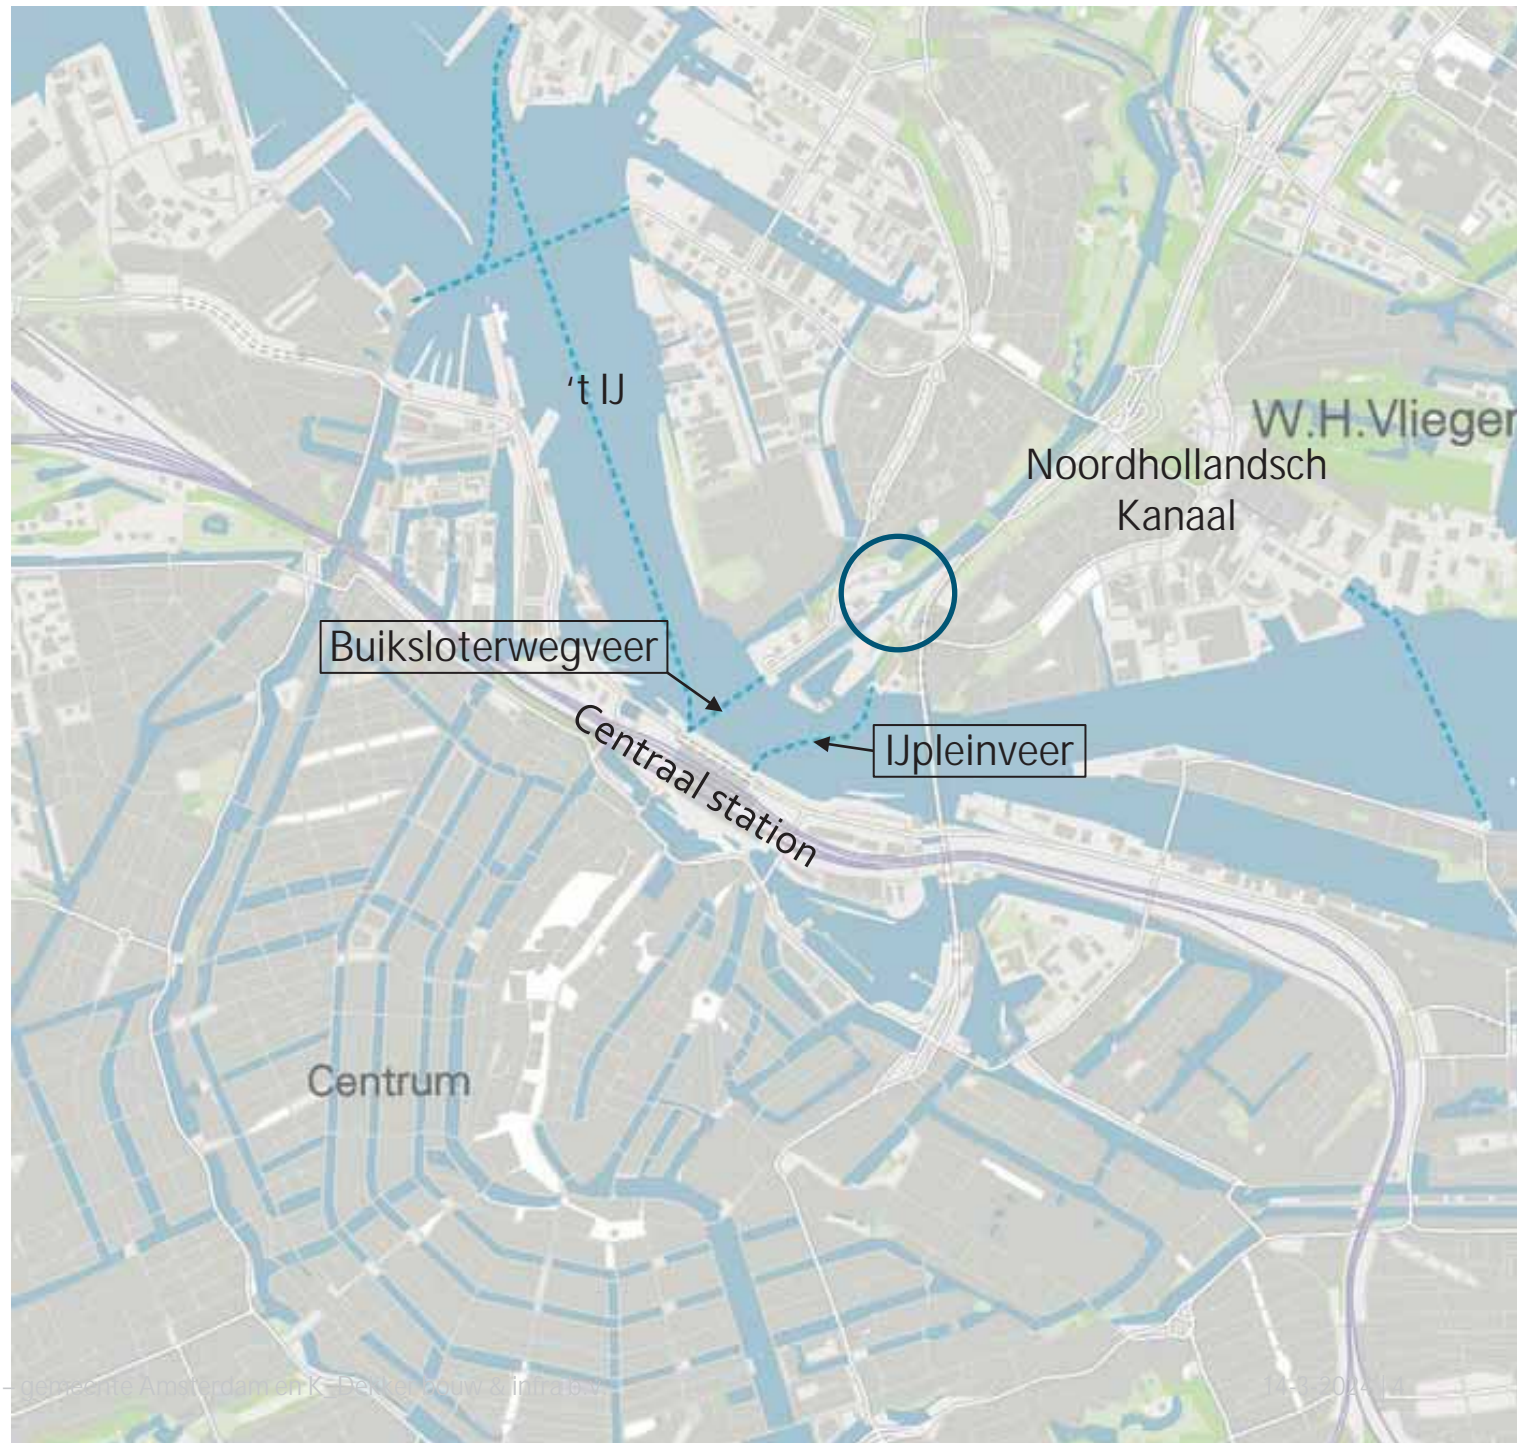 ‘t IJ
W.H.Vlieger
Noordhollandsch
Kanaal
Buiksloterwegveer
IJpleinveer
Centraal station
Centrum